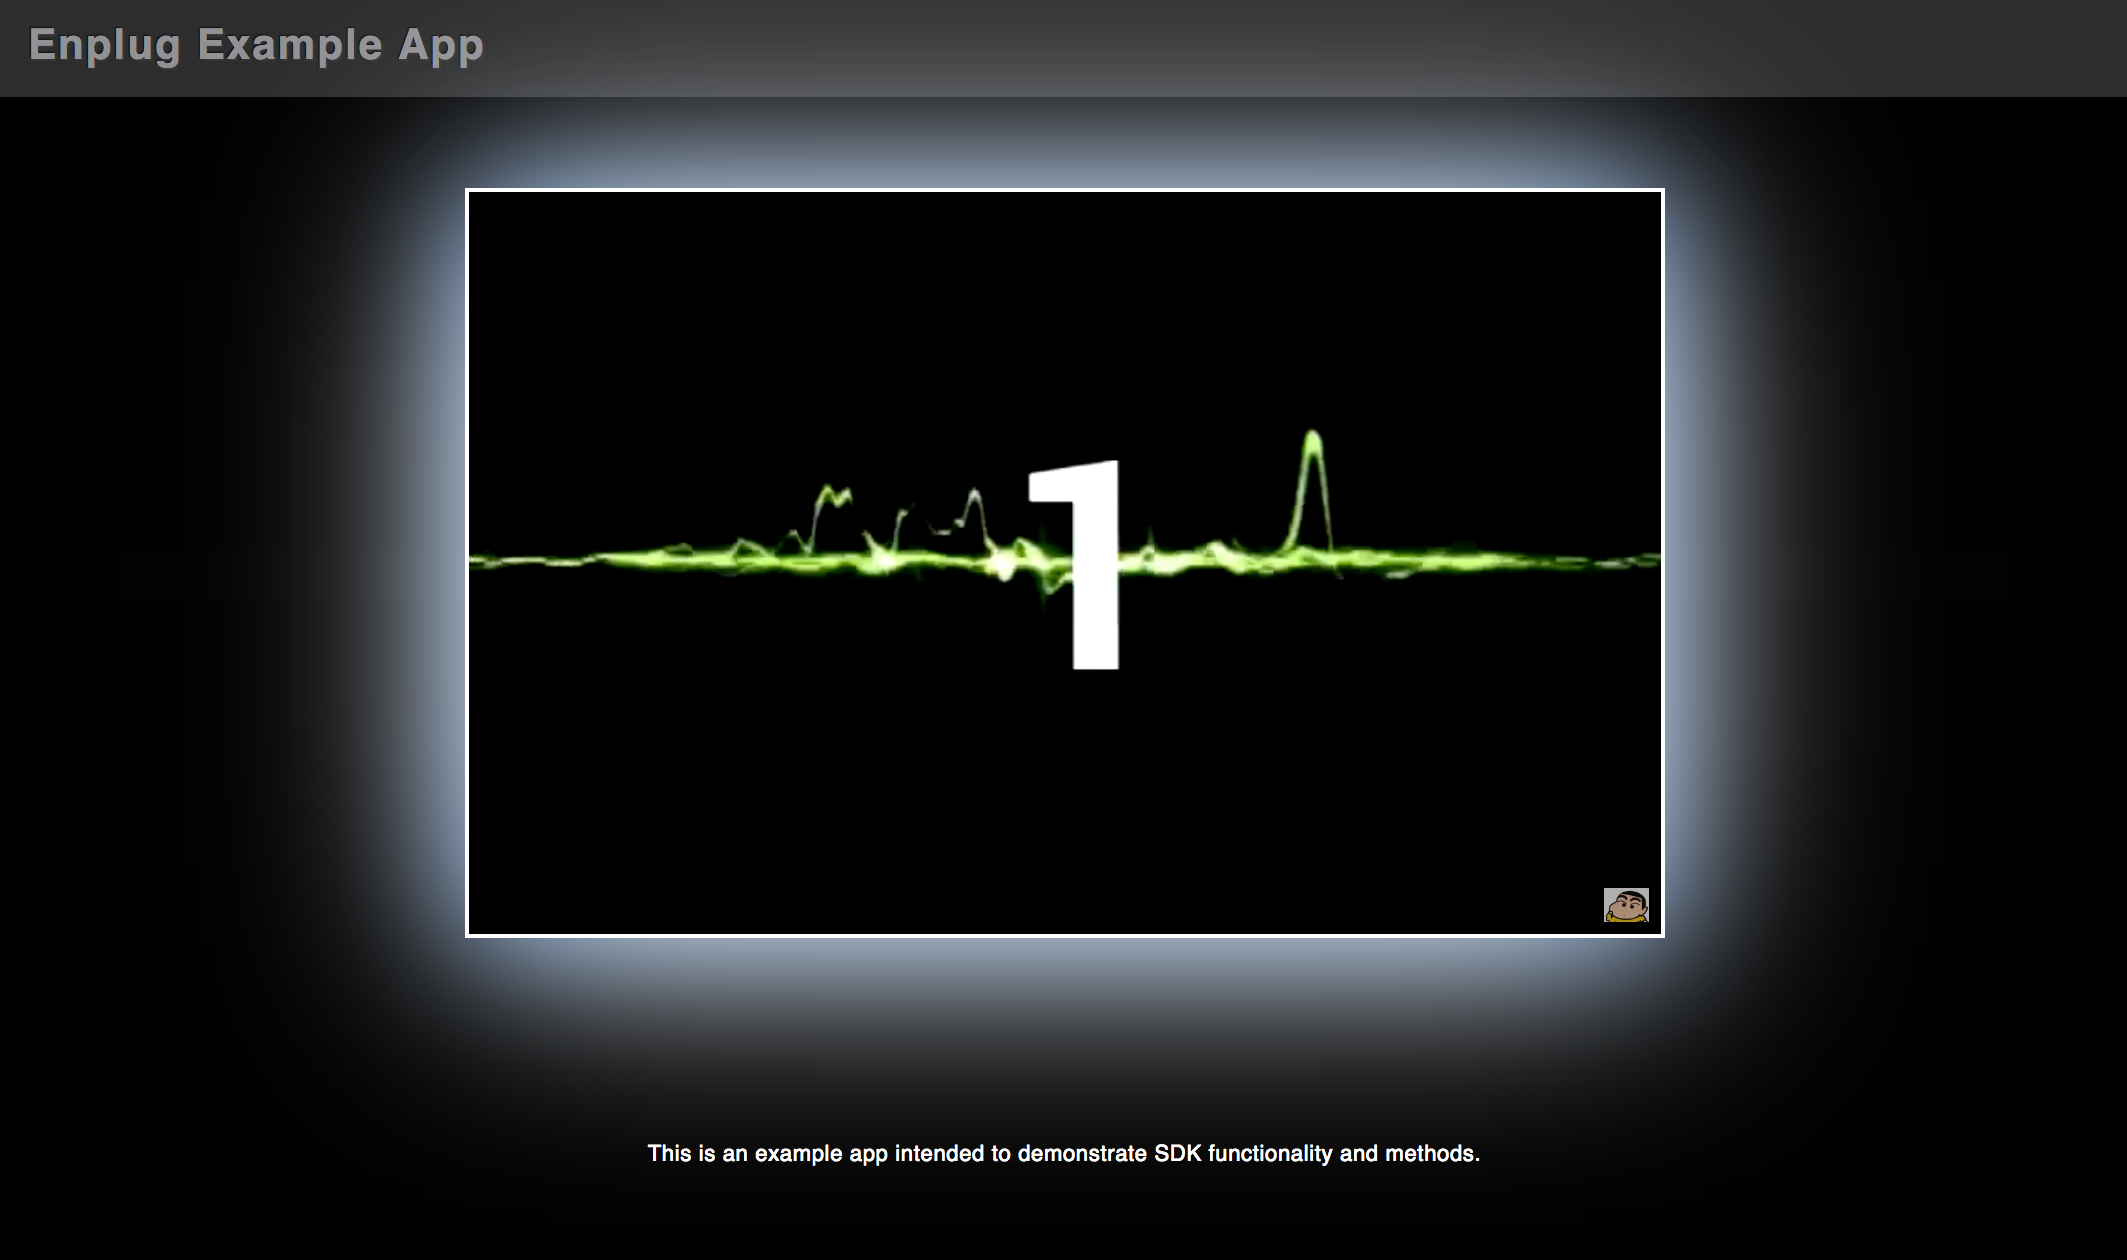 Enplug Example App
1
This is an example app intended to demonstrate SDK functionality and methods.